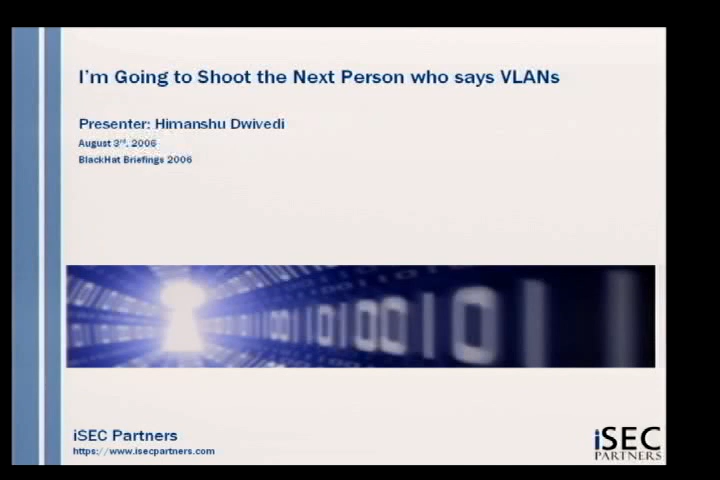 I'm Going to Shoot the Next Person who says VLANs
Presenter: Himanshu Dwivedi
August 3rd, 2006
BlackHat Briefings 2006
iSEC Partners
https://www.isecpartners.com
iSEC
PARTNERS